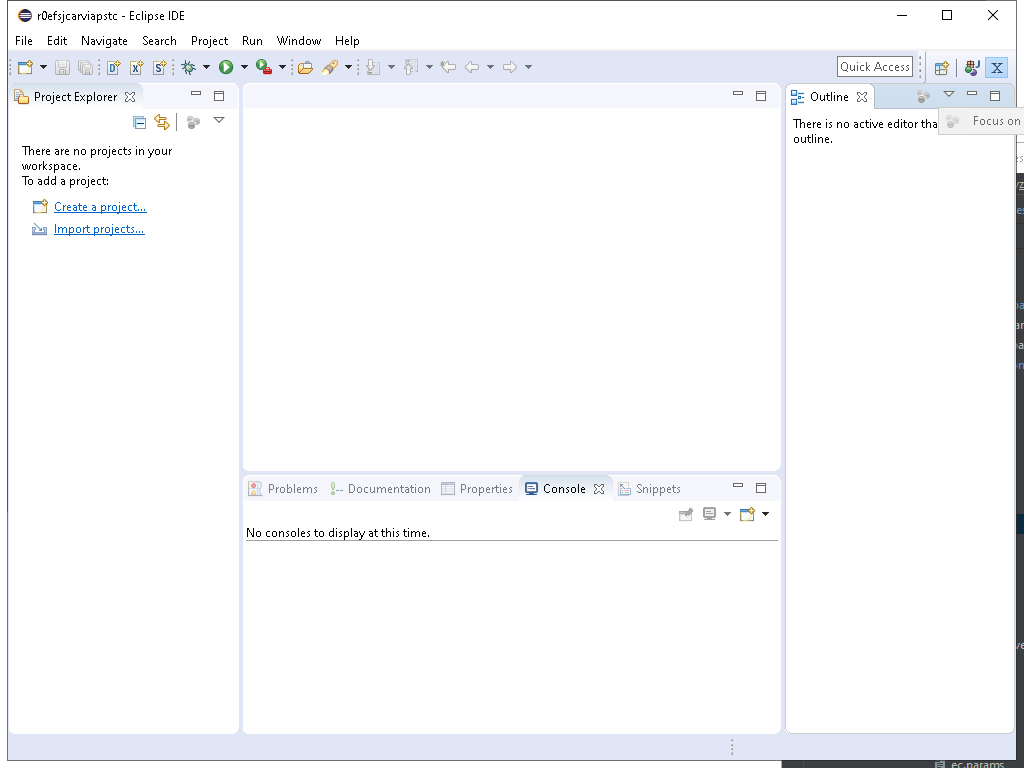 r0efsjcarviapstc - Eclipse IDE
File Edit Navigate Search Project Run Window Help
Quick Access
Project Explorer
Outline
There are no projects in your
workspace.
To add a project:
Create a project...
Import projects...
There is no active editor tha
outline.
Focus on
Problems Documentation Properties Console Snippets
No consoles to display at this time.
ec.params